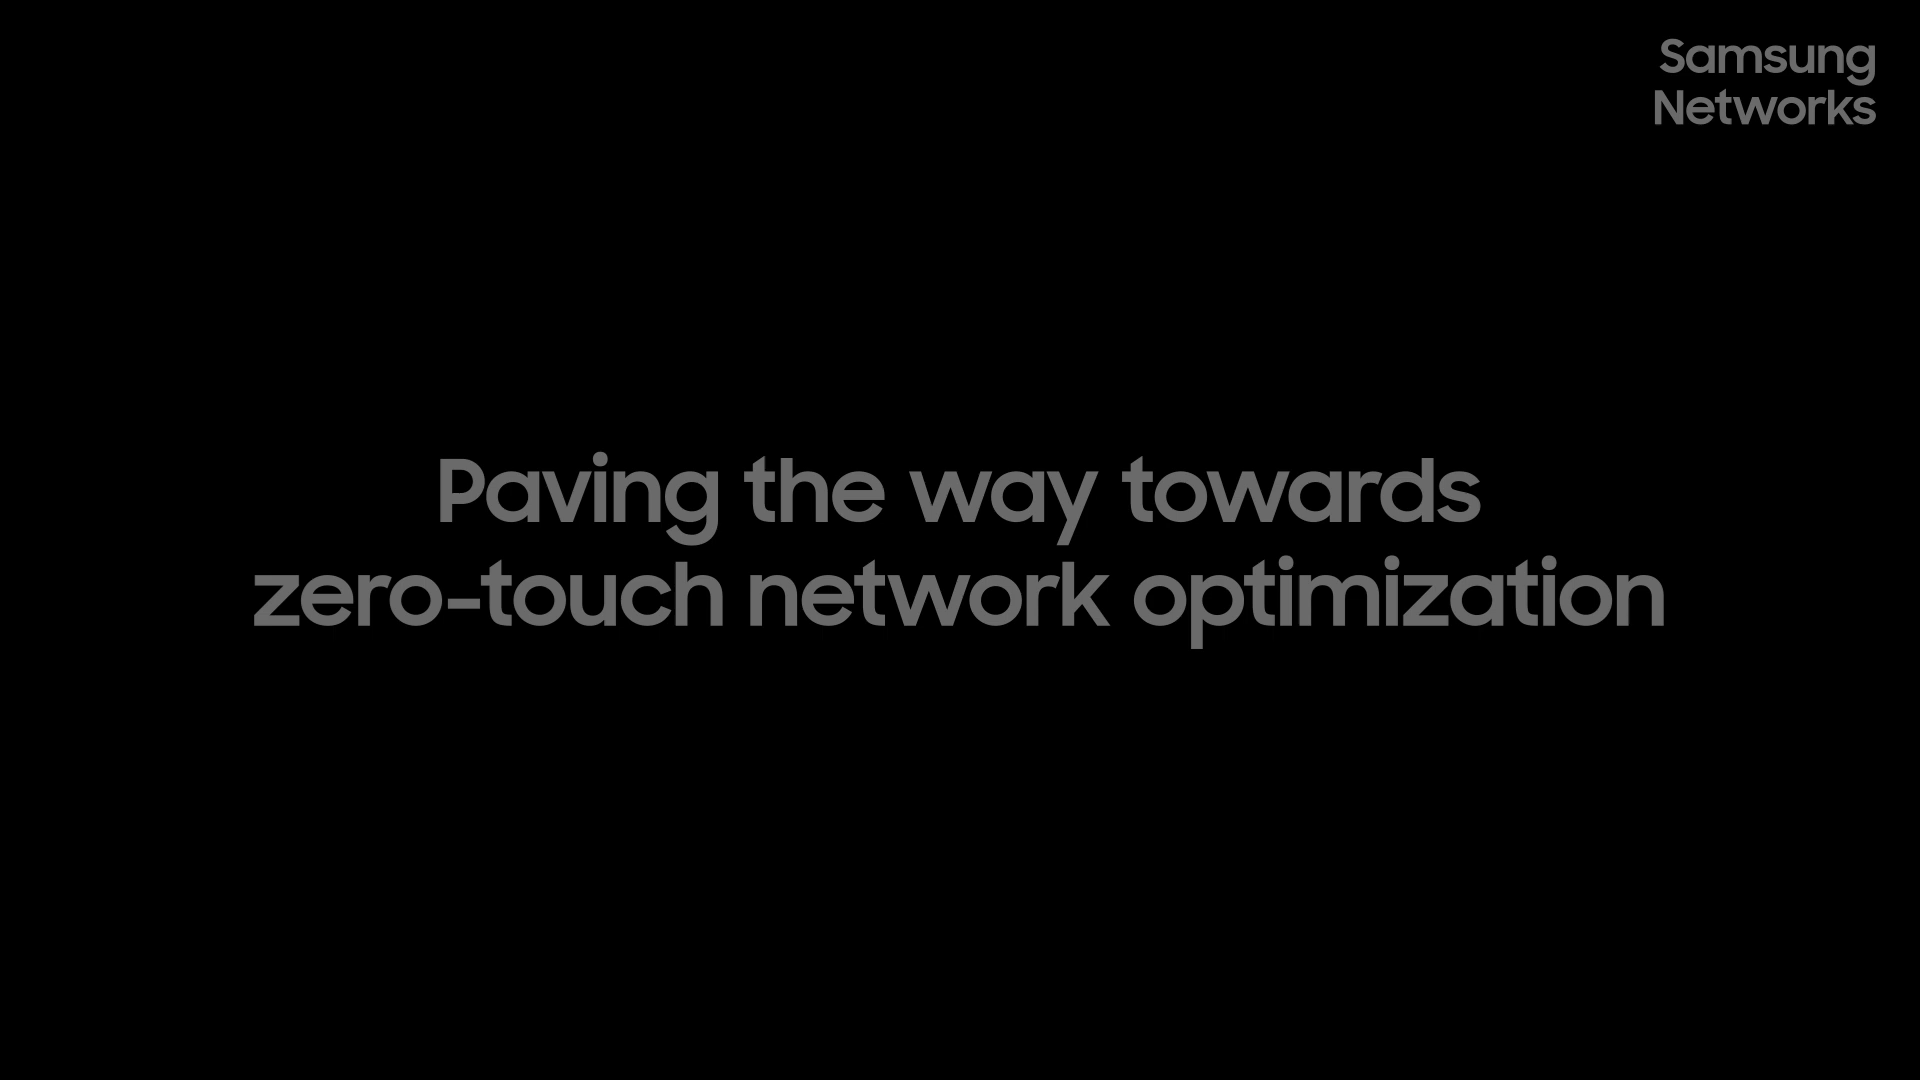 Samsung
Networks
Paving the way towards
zero-touch network optimization